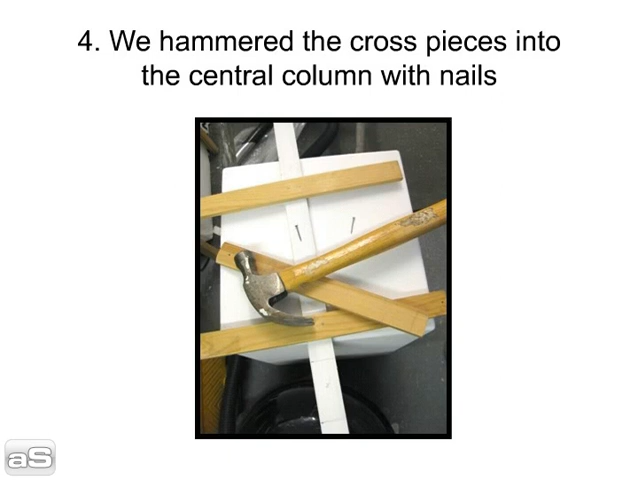 4. We hammered the cross pieces into
the central column with nails
aS